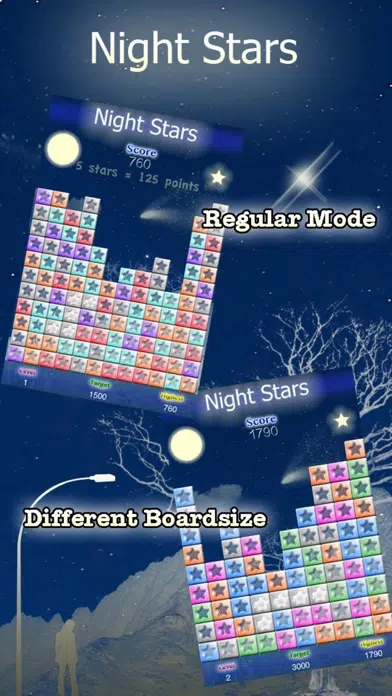 Night Stars
Night Stars
Score
760
5 stars = 125 points
Regular Mode
Level
Target
Highest
1
1500
760
Night Stars
Score
1790
Different Boardsize
Level
Target
Highest
2
3000
1790